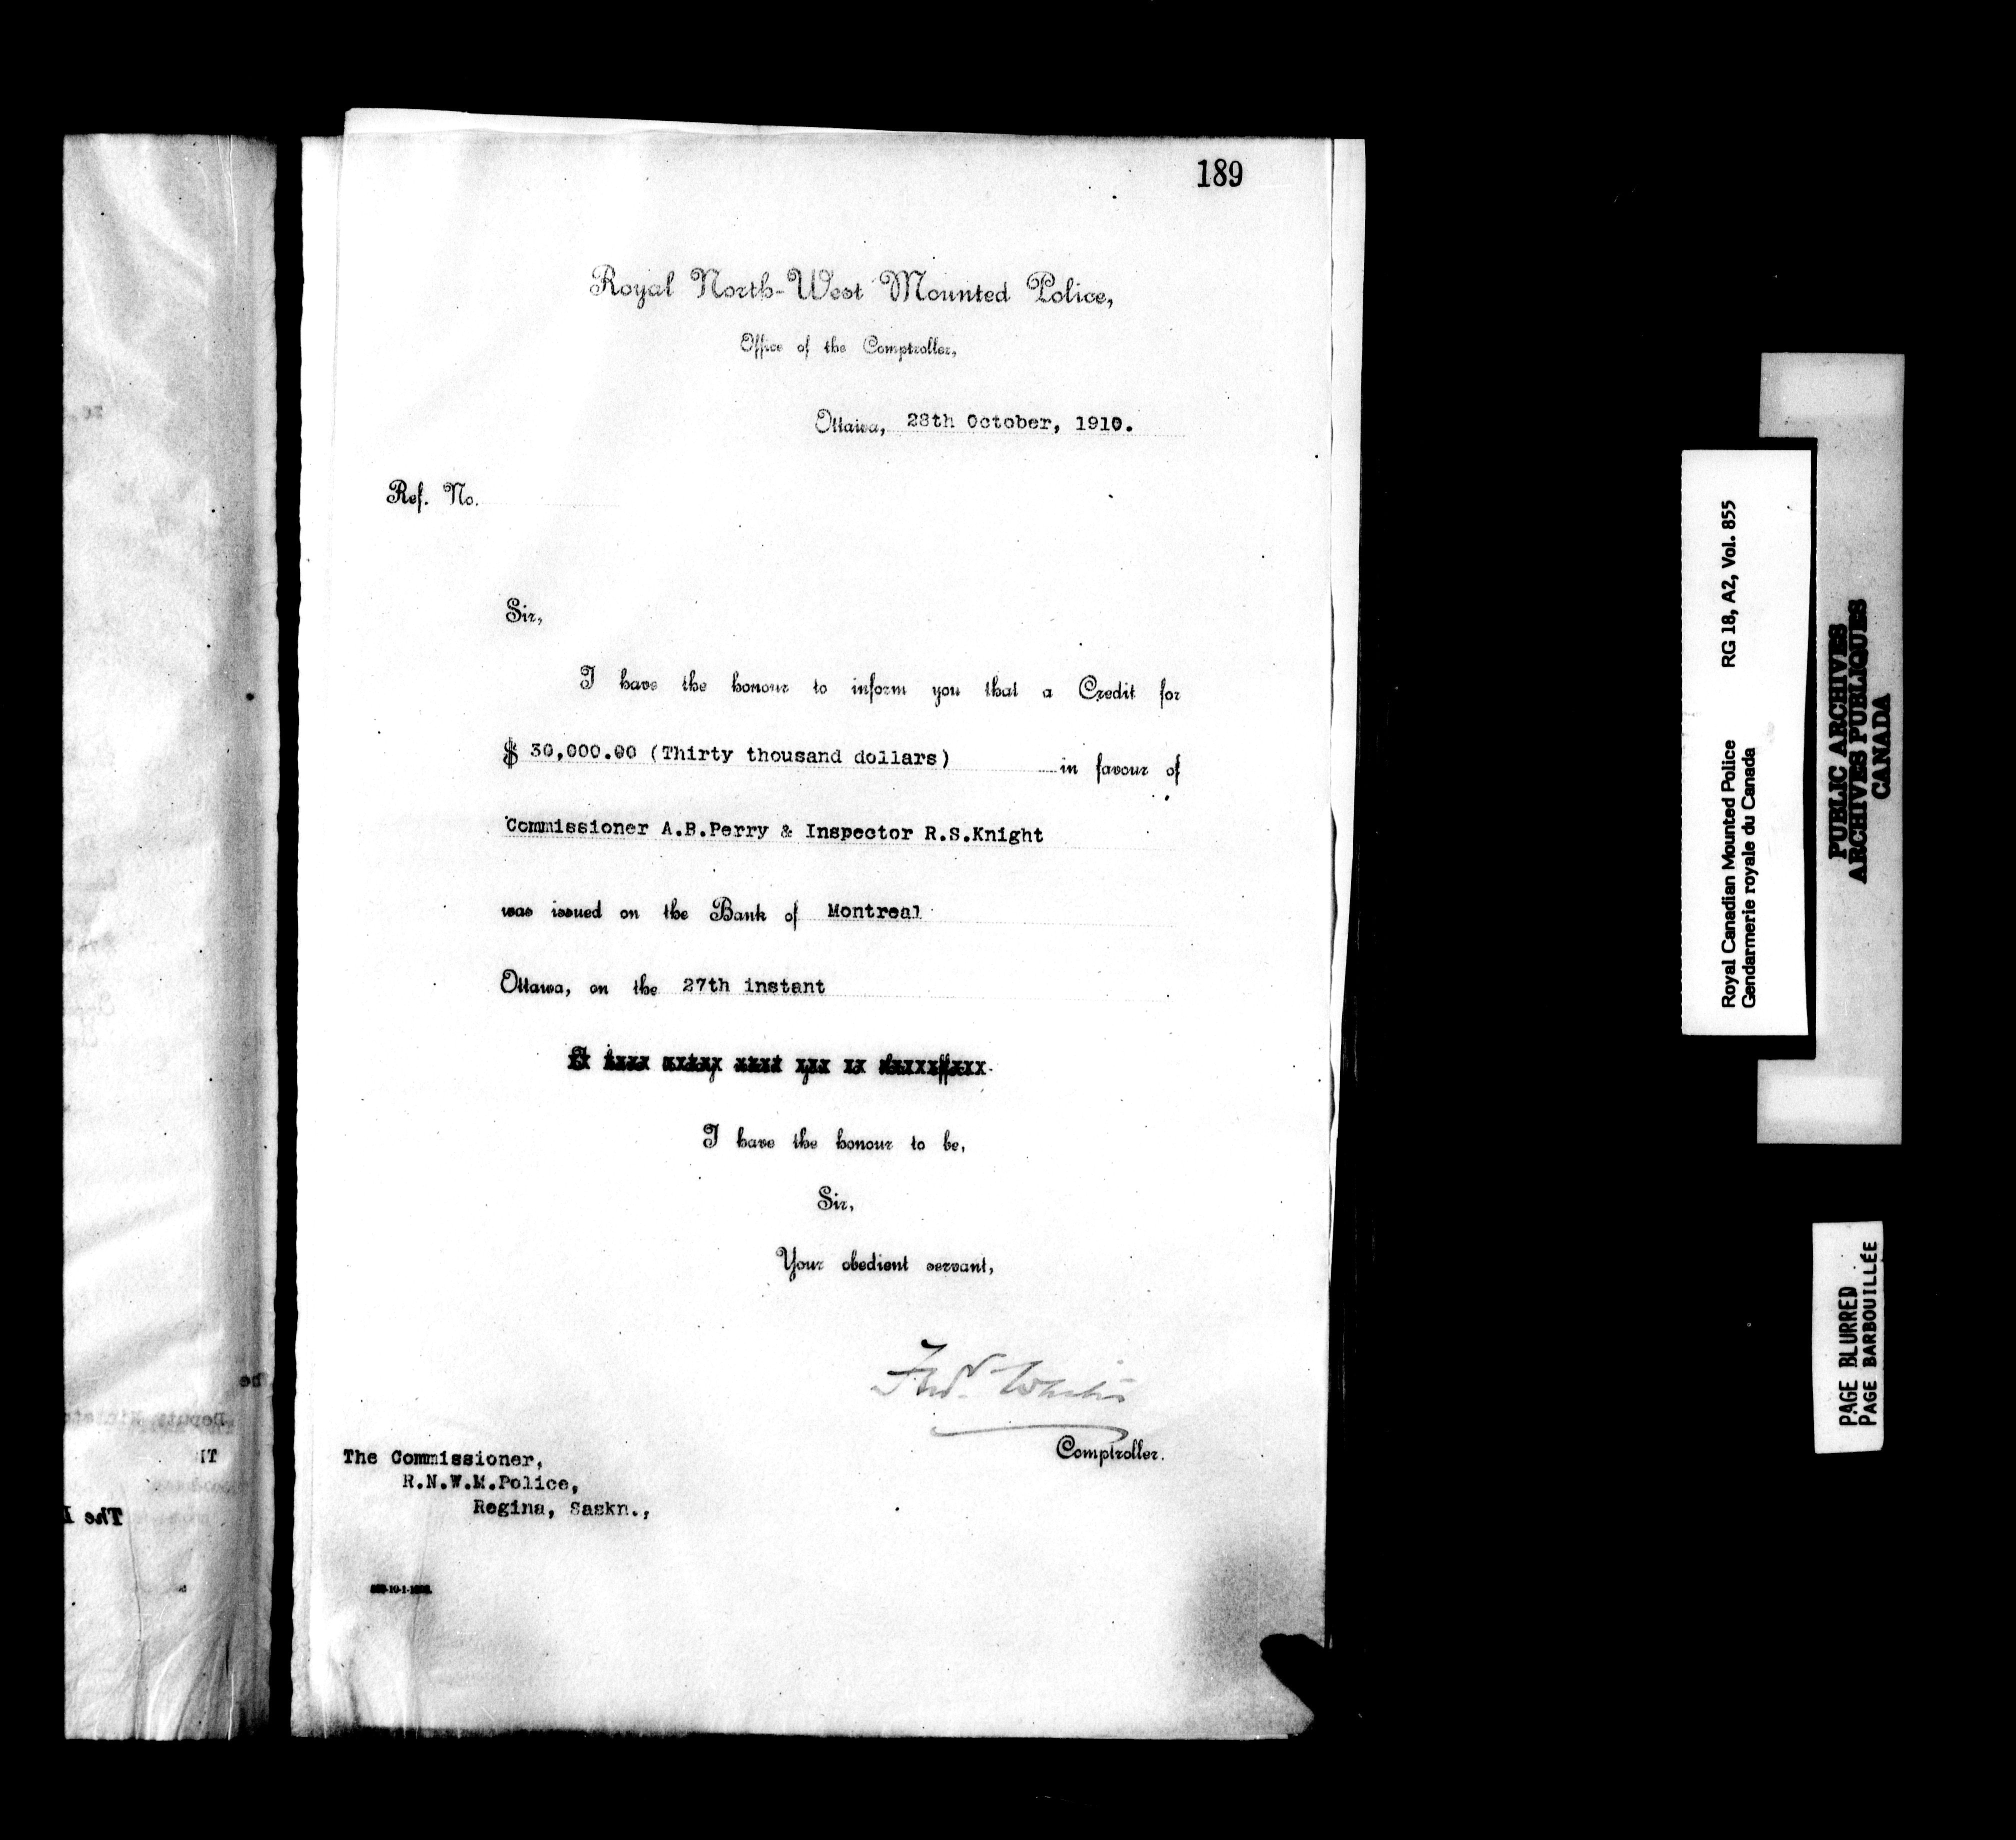 189
Royal North-West Mounted Police,
Office of the Comptroller,
Ottawa, 28th October, 1910.
Ref. No.
Sir,
I have the honour to inform you that a Credit for
$ 30,000.00 (Thirty thousand dollars) in favour of
Commissioner A.B.Perry & Inspector R.S.Knight
was issued on the Bank of Montreal
Ottawa, on the 27th instant
I have the honour to be,
Sir,
Your obedient servant,
Fred. White
Comptroller.
The Commissioner,
R.N.W.M.Police,
Regina, Saskn.,
Royal Canadian Mounted Police RG 18, A2, Vol. 855
Gendarmerie royale du Canada
PUBLIC ARCHIVES
ARCHIVES PUBLIQUES
CANADA
PAGE BLURRED
PAGE BARBOUILLÉE